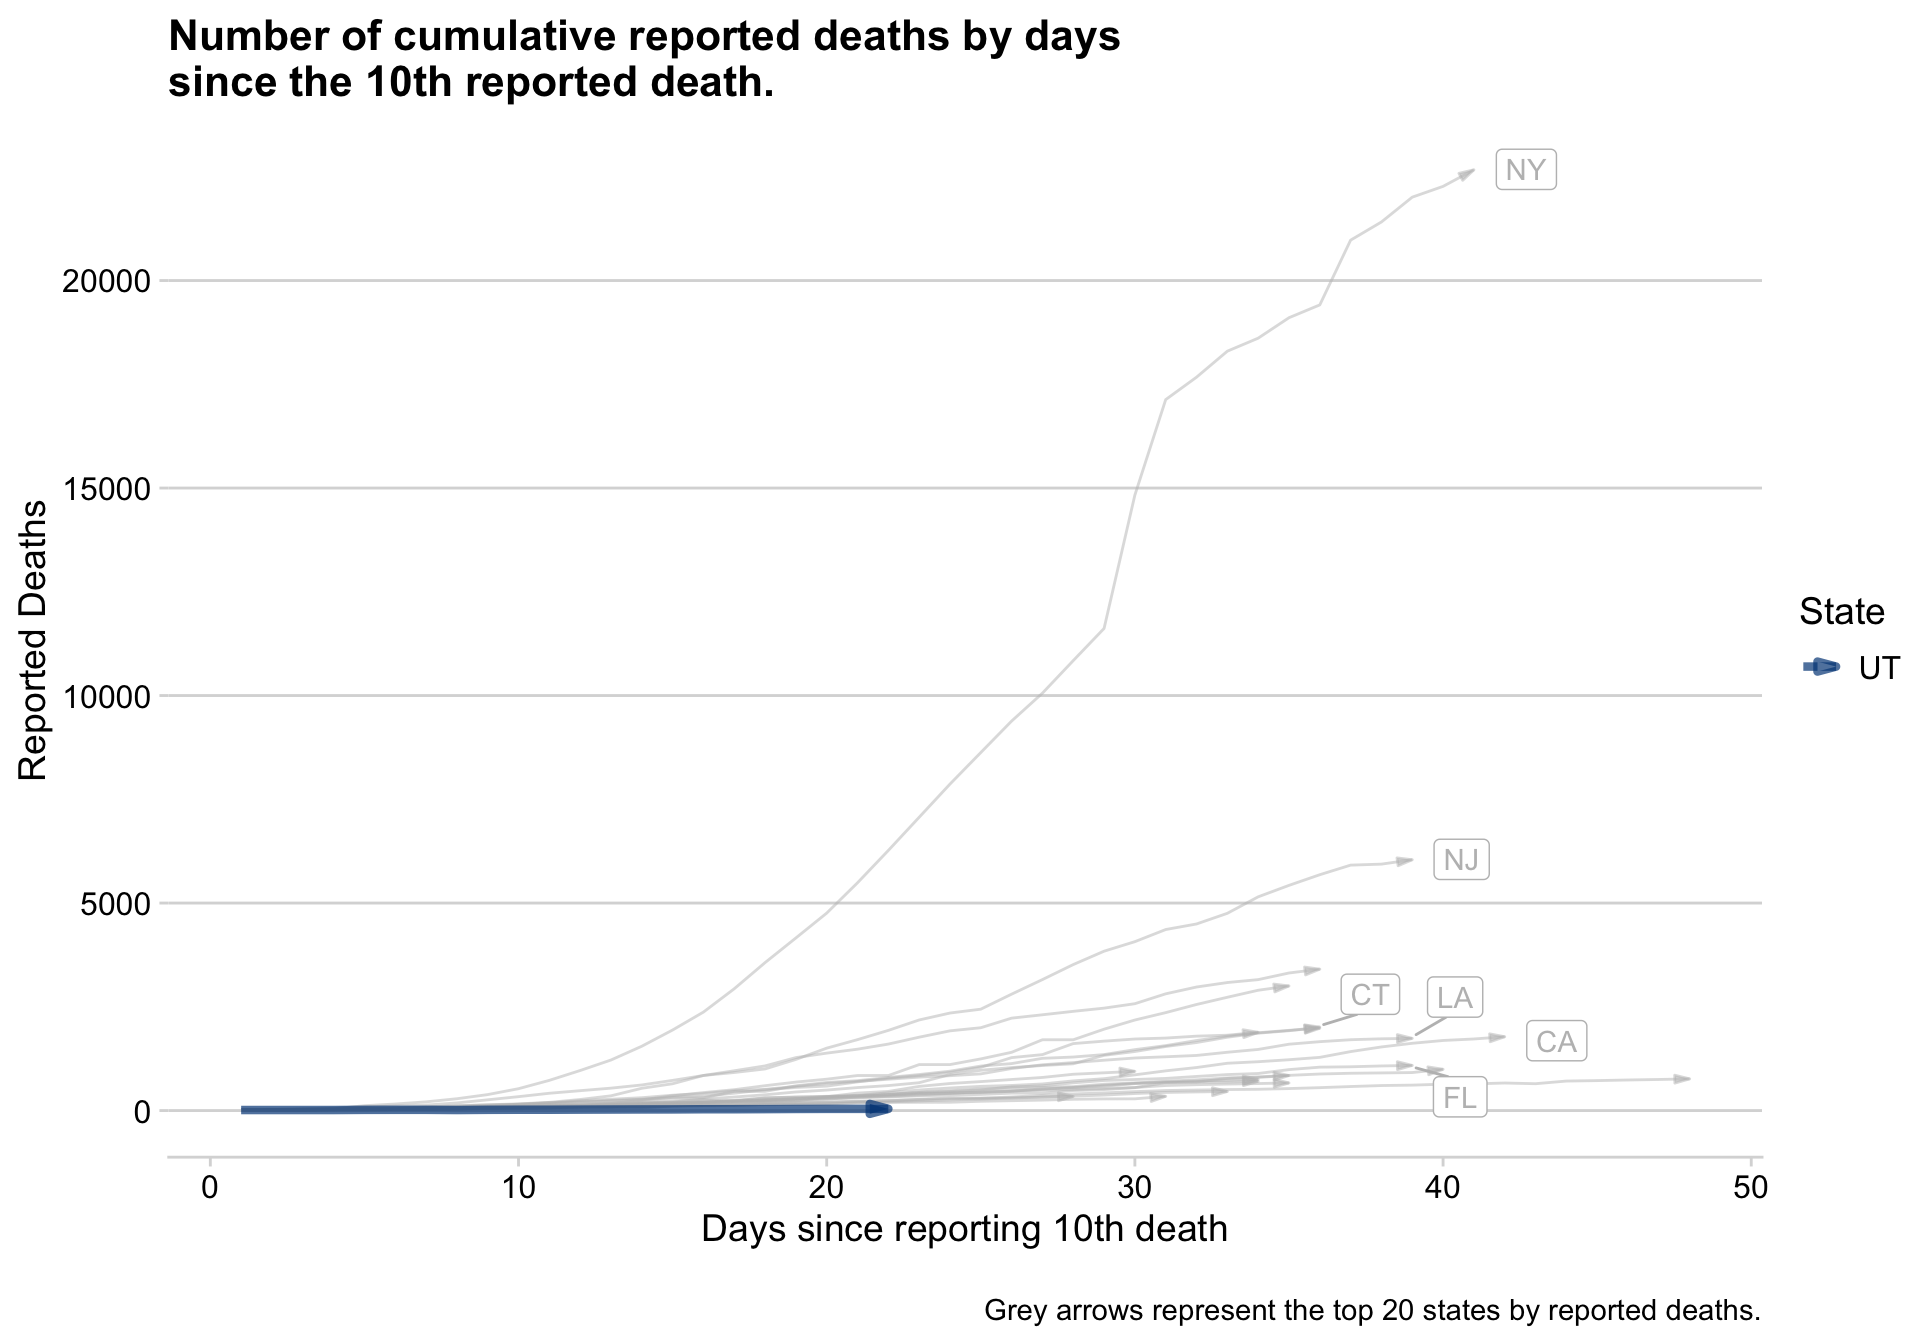 Number of cumulative reported deaths by days
since the 10th reported death.
NY
20000
15000
10000
5000
0
Reported Deaths
NJ
CT
LA
CA
FL
State
UT
0 10 20 30 40 50
Days since reporting 10th death
Grey arrows represent the top 20 states by reported deaths.